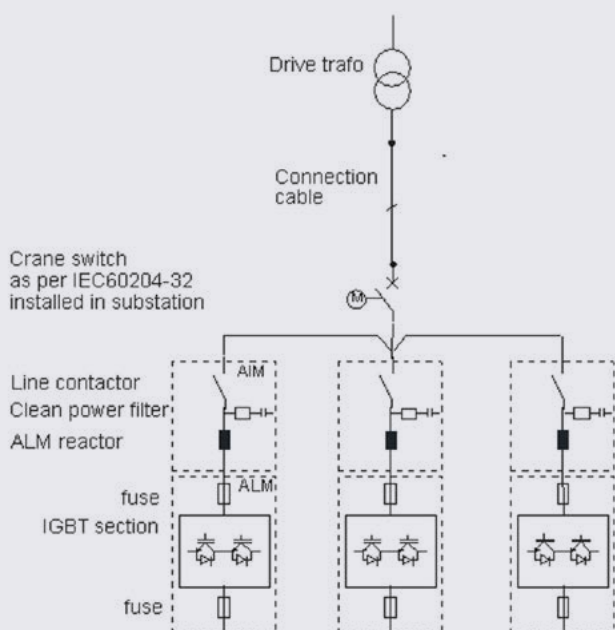 Drive trafo
Connection
cable
Crane switch
as per IEC60204-32
installed in substation
M
AIM
Line contactor
Clean power filter
ALM reactor
ALM
fuse
IGBT section
fuse